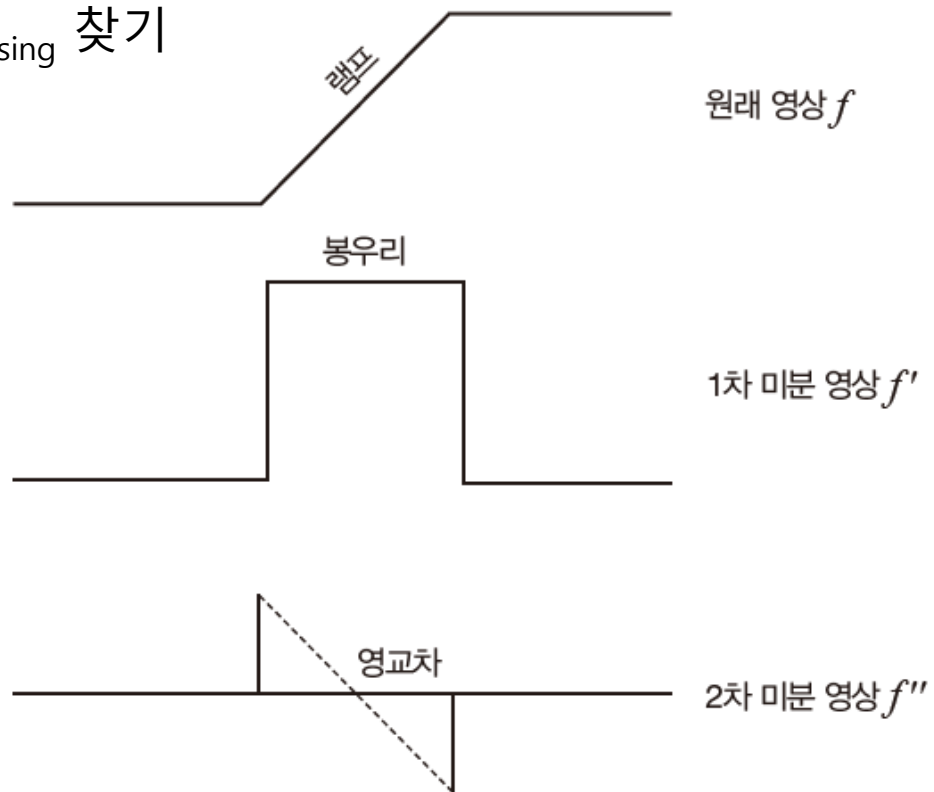 sing 찾기
램프
원래 영상 f
봉우리
1차 미분 영상 f′
영교차
2차 미분 영상 f″